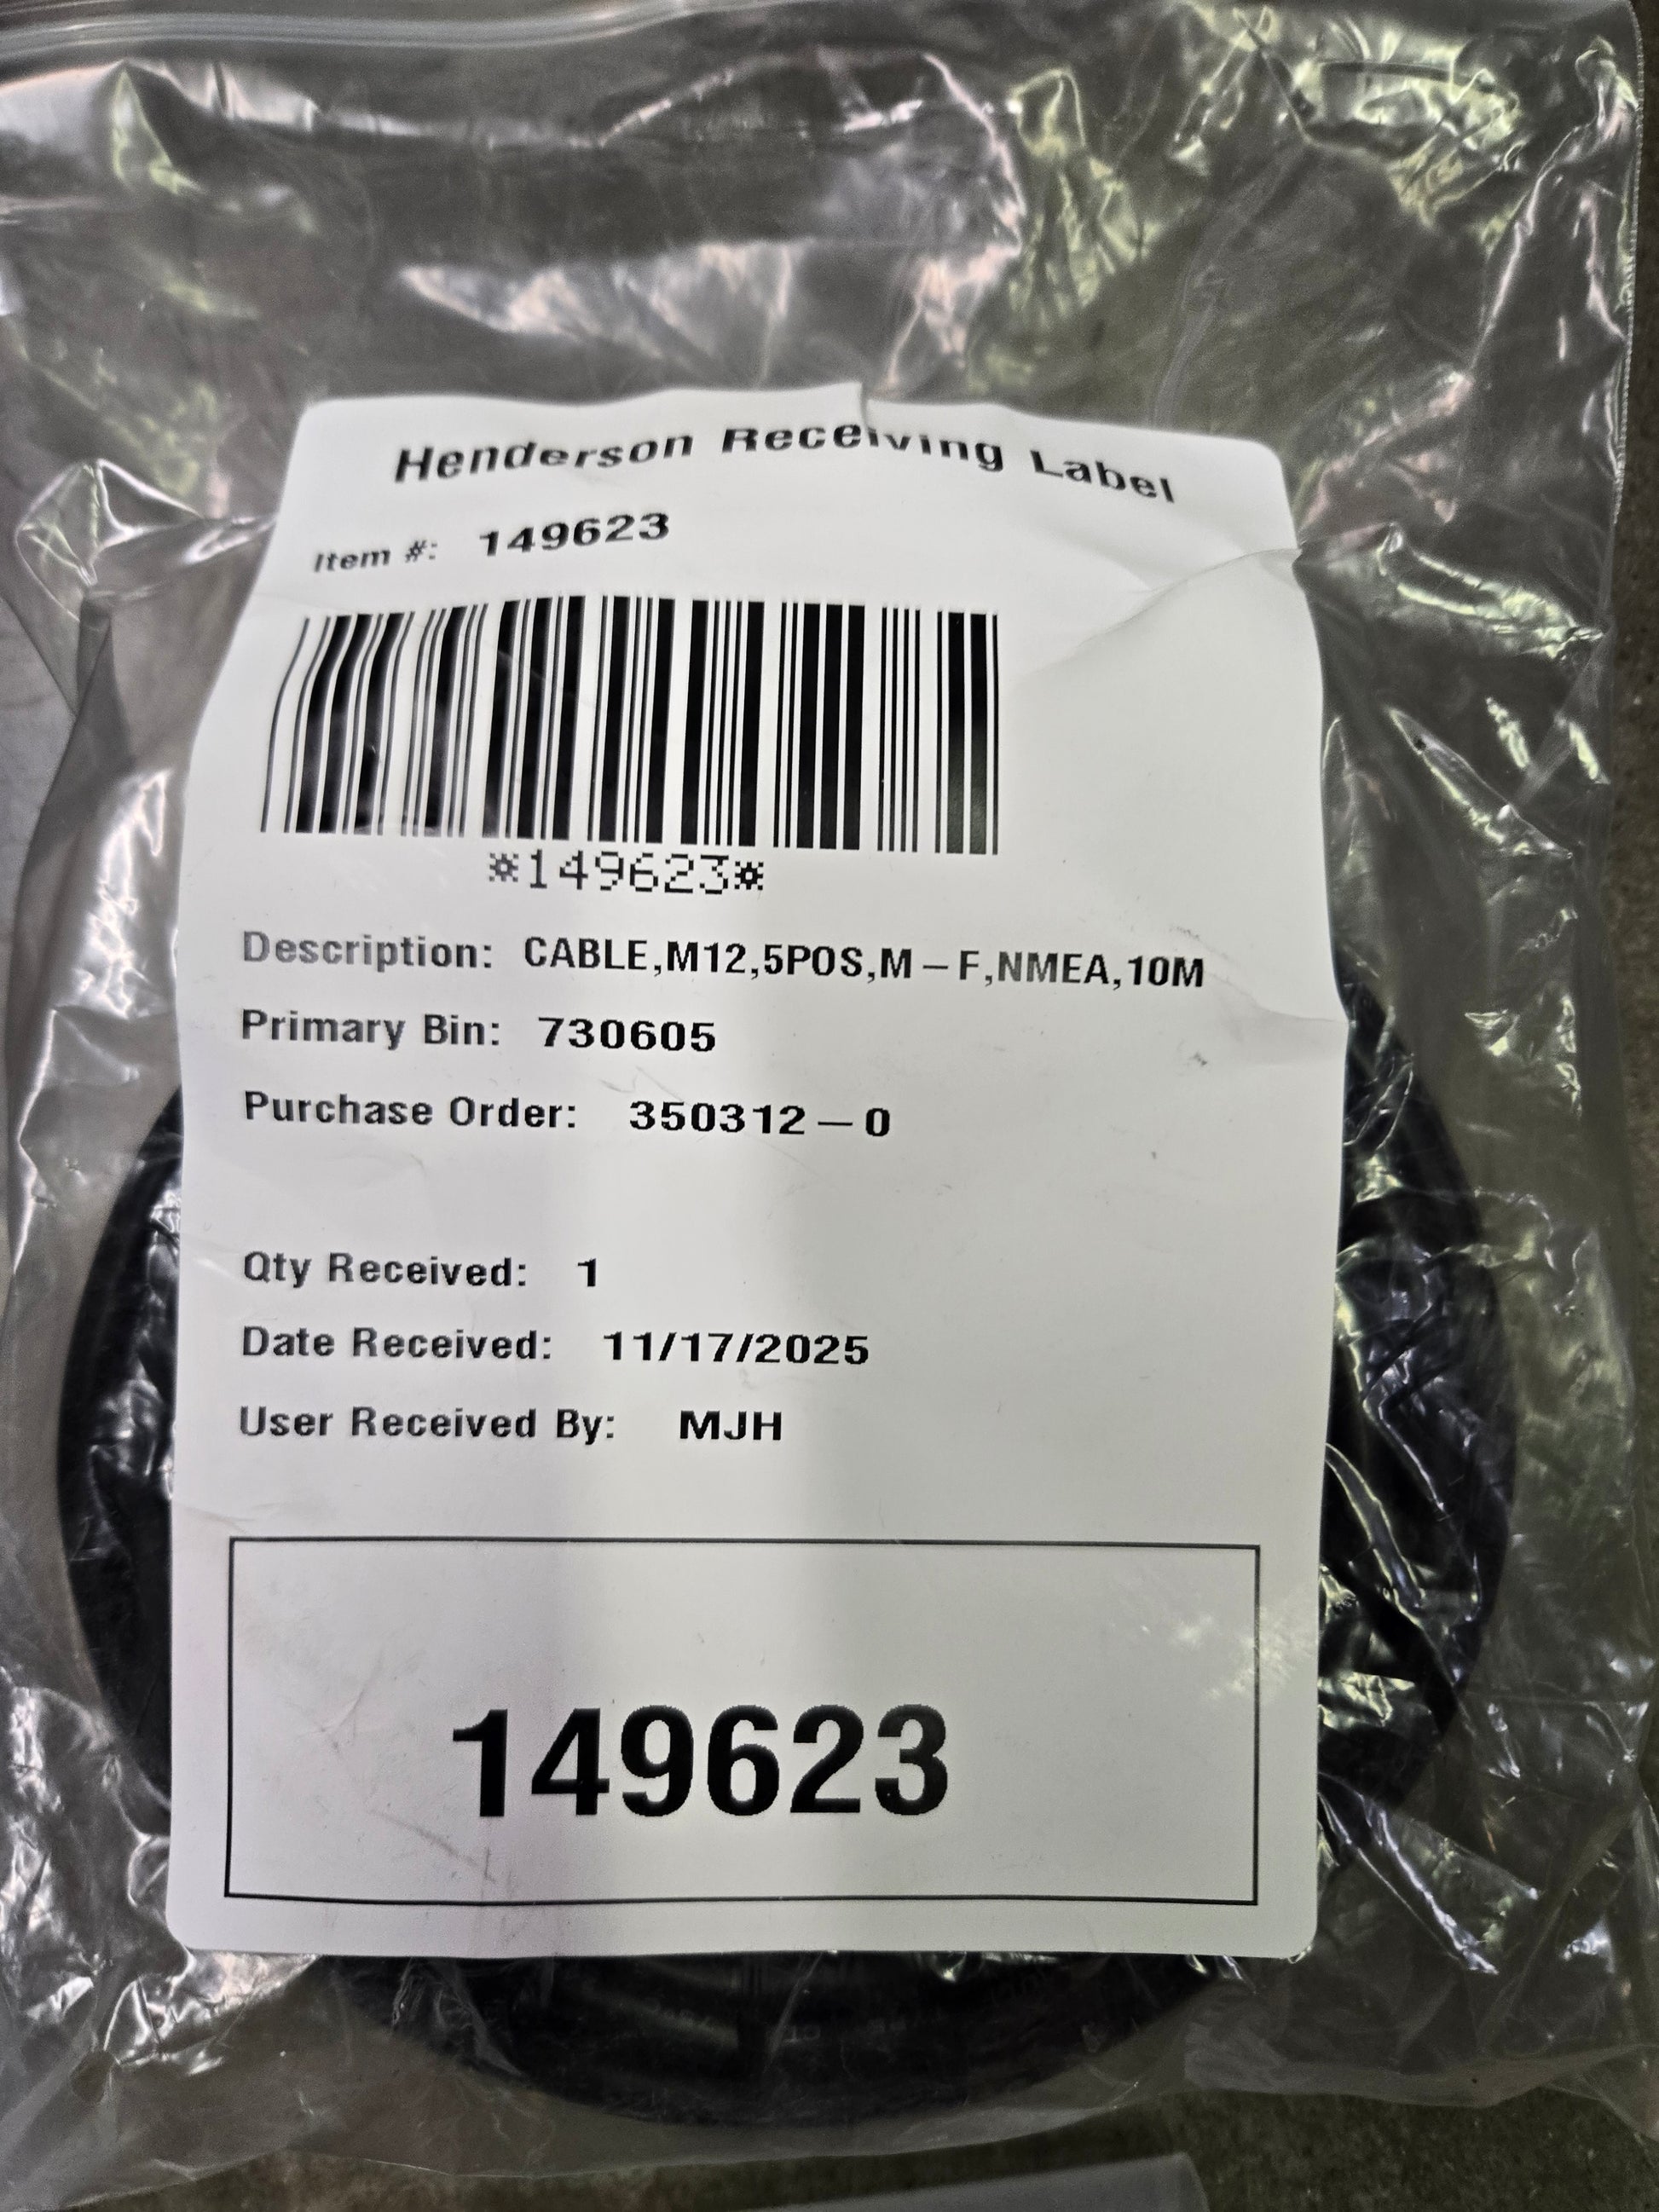 Henderson Receiving Label
Item #: 149623
*149623*
Description: CABLE,M12,5POS,M-F,NMEA,10M
Primary Bin: 730605
Purchase Order: 350312-0
Qty Received: 1
Date Received: 11/17/2025
User Received By: MJH
149623